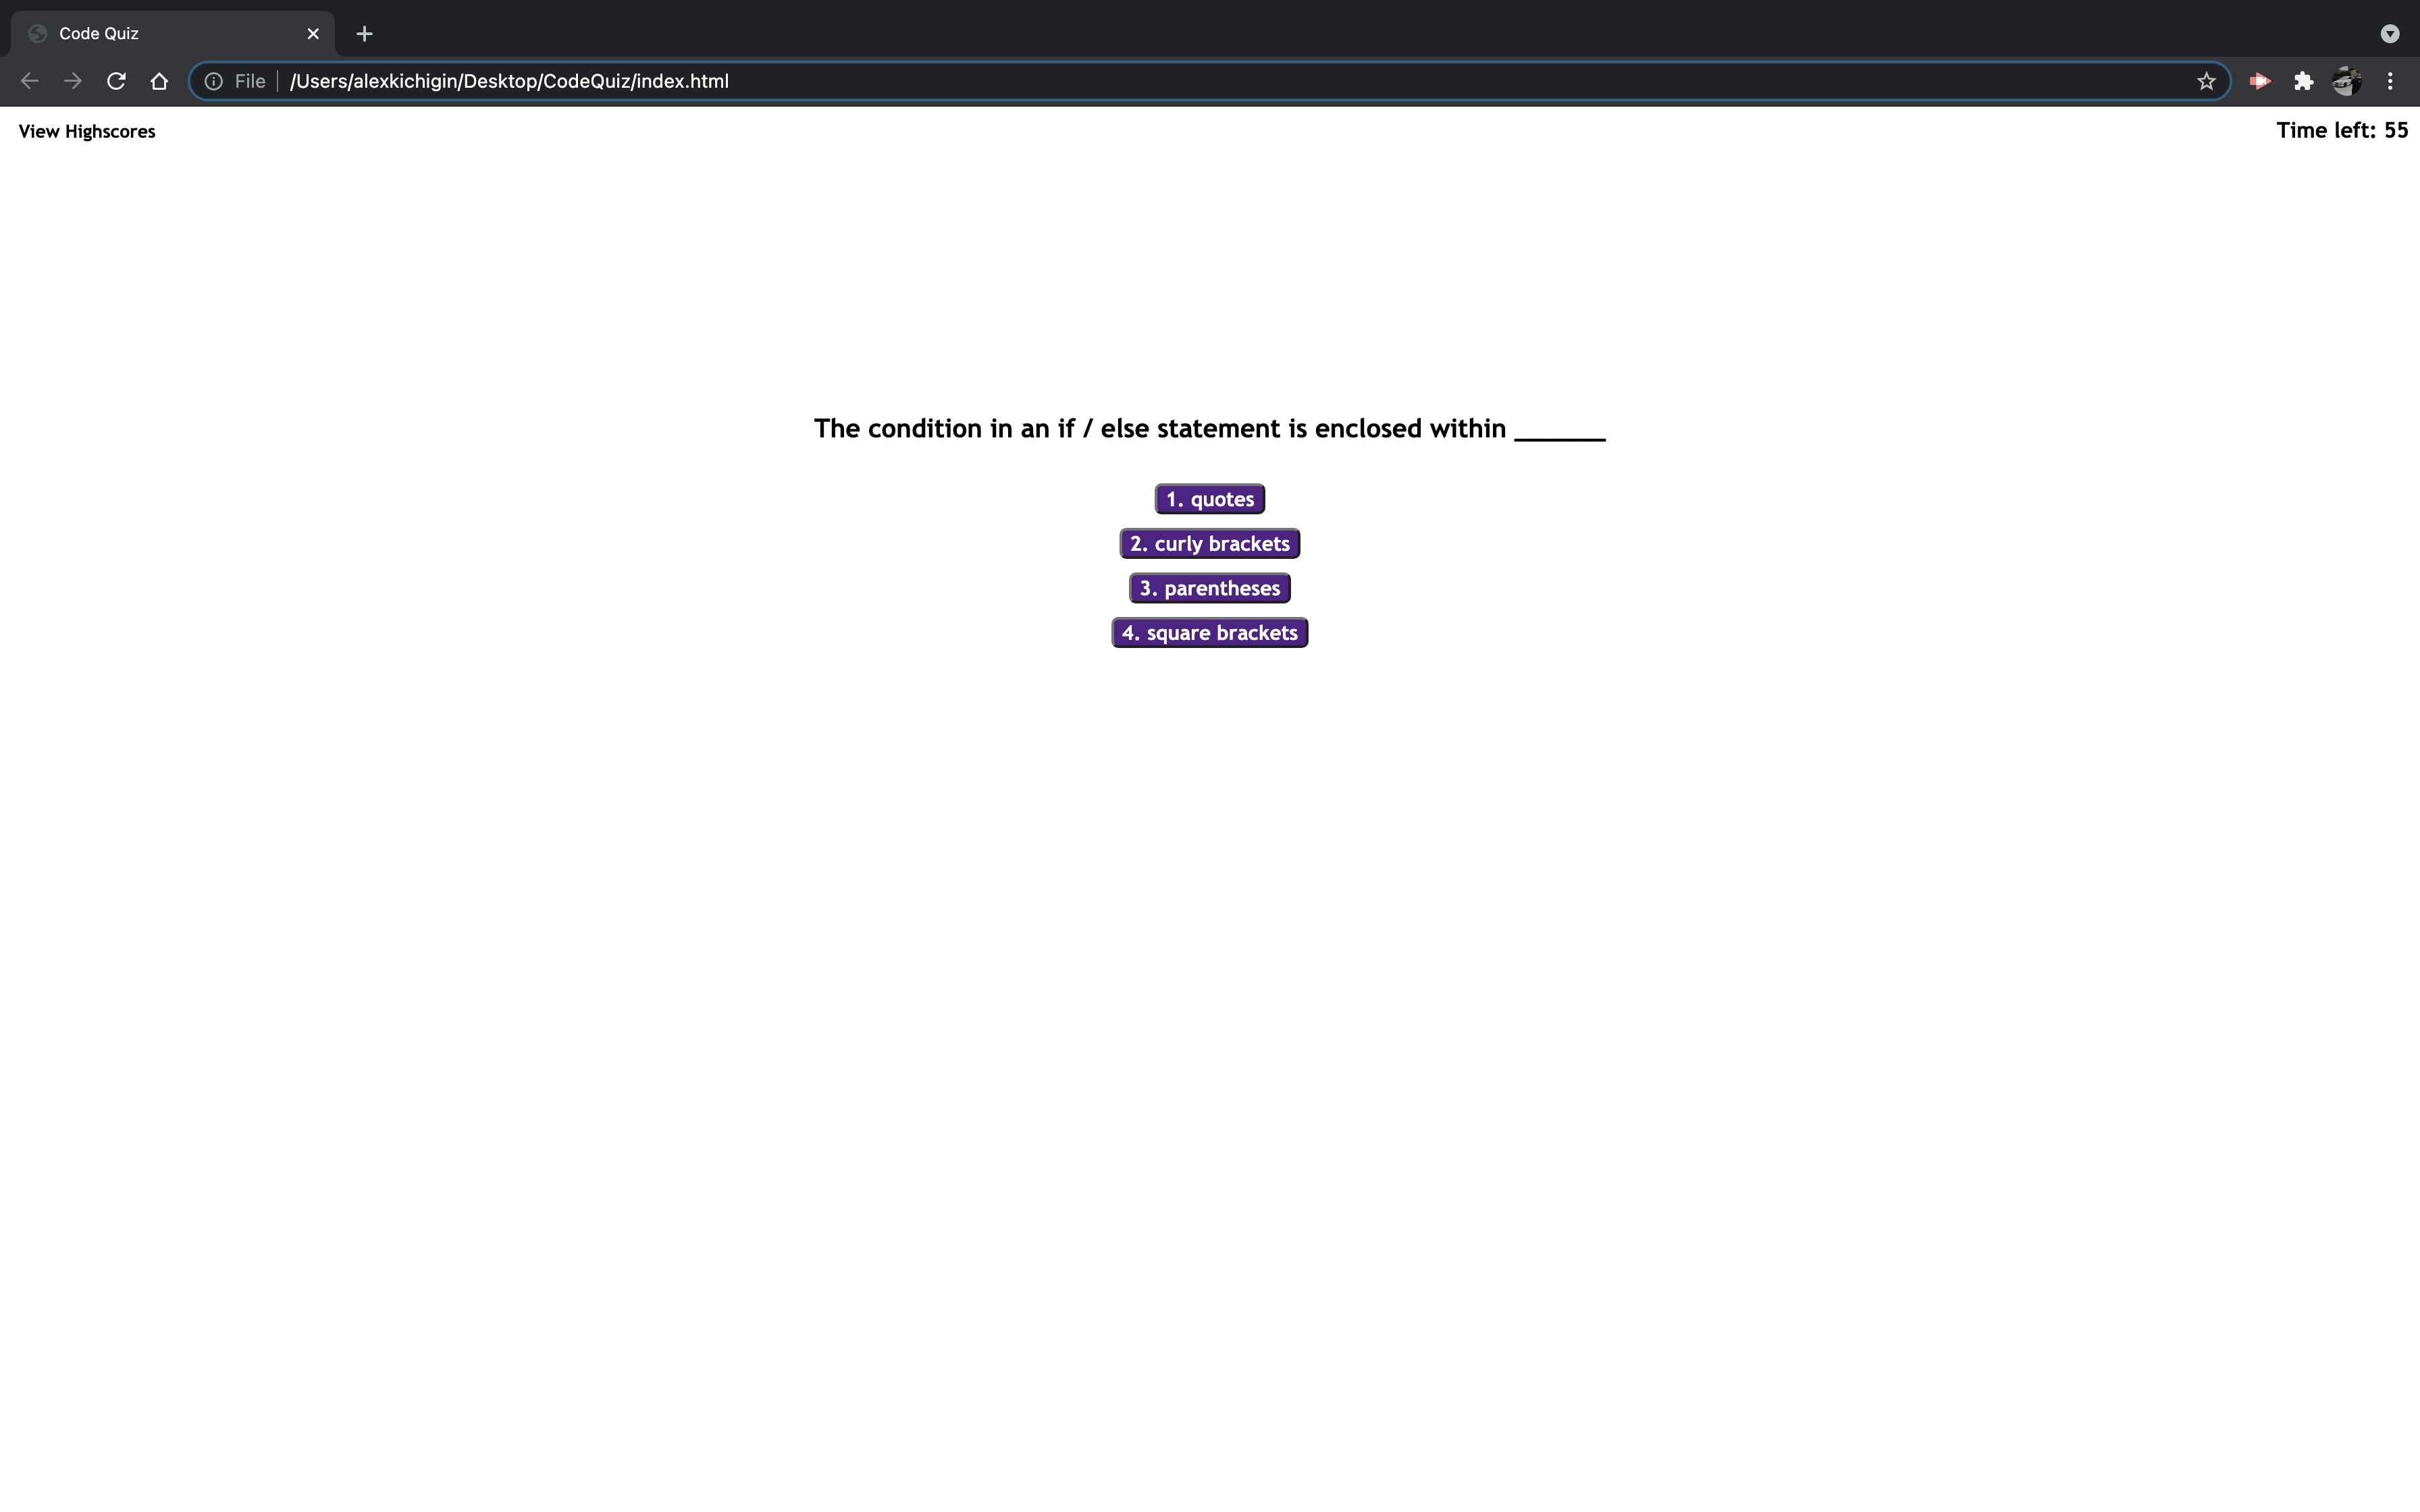 Code Quiz
File /Users/alexkichigin/Desktop/CodeQuiz/index.html
View Highscores
Time left: 55
The condition in an if / else statement is enclosed within _______
1. quotes
2. curly brackets
3. parentheses
4. square brackets